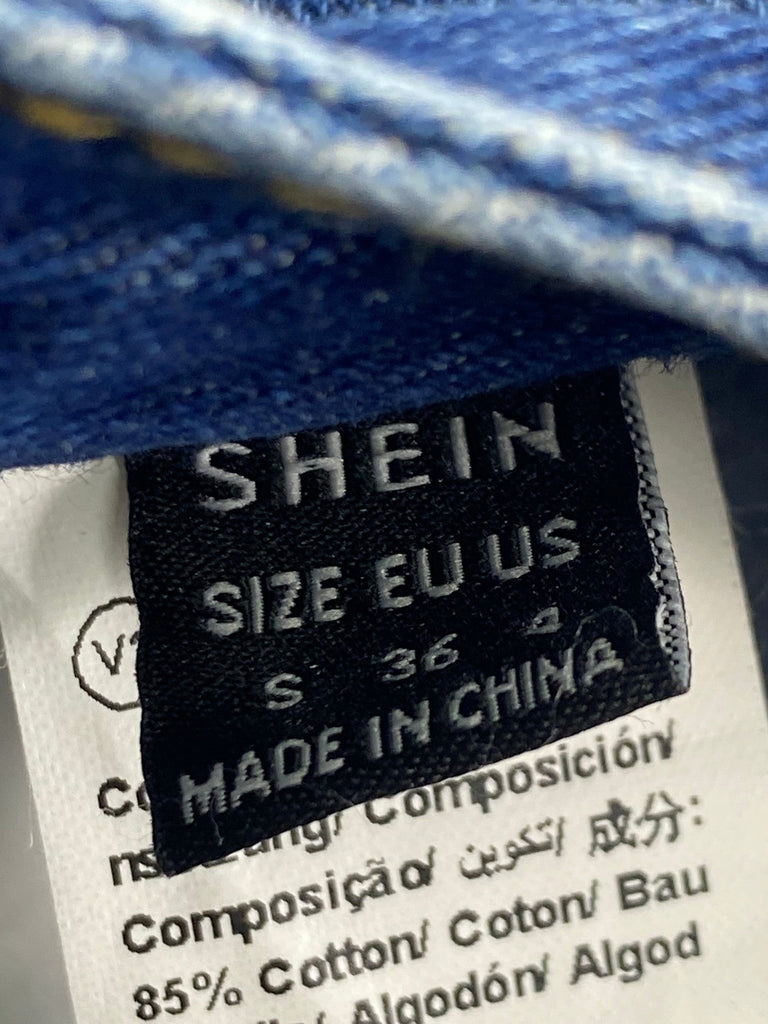 SHEIN
SIZE EU US
S 36 4
MADE IN CHINA
Composición/
Composição/ تكوين/ 成分:
85% Cotton/ Coton/ Bau
Algodón/ Algod